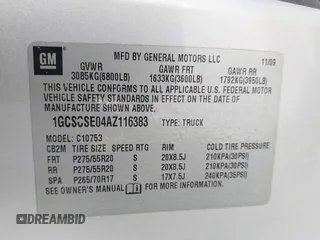 GM
MFD BY GENERAL MOTORS LLC 11/09
GVWR GAWR FRT GAWR RR
3085KG(6800LB) 1633KG(3600LB) 1792KG(3950LB)
THIS VEHICLE CONFORMS TO ALL APPLICABLE U.S. FEDERAL MOTOR VEHICLE SAFETY AND THEFT PREVENTION STANDARDS IN EFFECT ON THE DATE OF MANUFACTURE SHOWN ABOVE.
TYPE: TRUCK
MODEL: C10753
CB2M TIRE SIZE SPEED RTG RIM COLD TIRE PRESSURE
FRT P275/55R20 S 20X8.5J 210KPA(30PSI)
RR P275/55R20 S 20X8.5J 210KPA(30PSI)
SPA P265/70R17 S 17X7.5J 240KPA(35PSI)
SEE OWNER'S MANUAL FOR ADDITIONAL INFORMATION.
DREAMBID